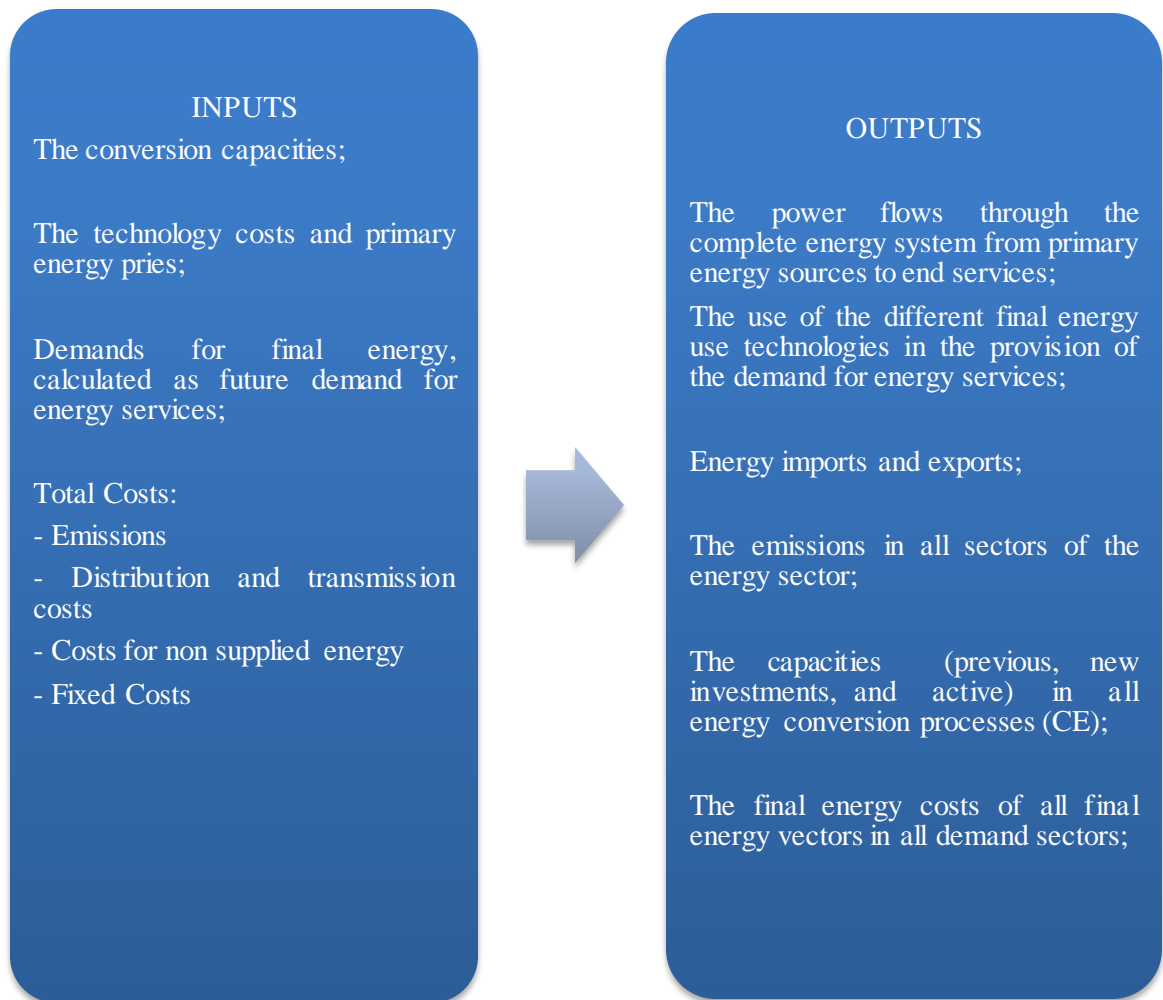 INPUTS
The conversion capacities;
The technology costs and primary
energy pries;
Demands for final energy,
calculated as future demand for
energy services;
Total Costs:
- Emissions
- Distribution and transmission
costs
- Costs for non supplied energy
- Fixed Costs
OUTPUTS
The power flows through the
complete energy system from primary
energy sources to end services;
The use of the different final energy
use technologies in the provision of
the demand for energy services;
Energy imports and exports;
The emissions in all sectors of the
energy sector;
The capacities (previous, new
investments, and active) in all
energy conversion processes (CE);
The final energy costs of all final
energy vectors in all demand sectors;